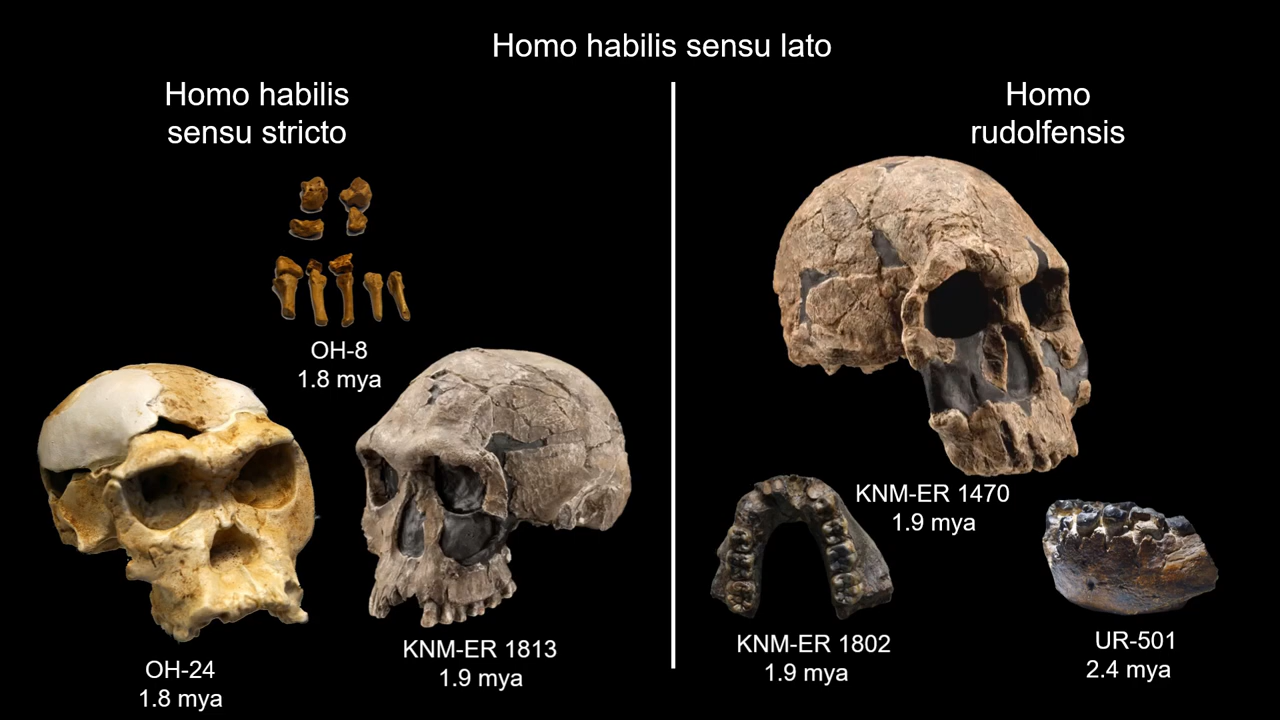 Homo habilis sensu lato
Homo habilis
sensu stricto
Homo
rudolfensis
OH-8
1.8 mya
OH-24
1.8 mya
KNM-ER 1813
1.9 mya
KNM-ER 1470
1.9 mya
KNM-ER 1802
1.9 mya
UR-501
2.4 mya